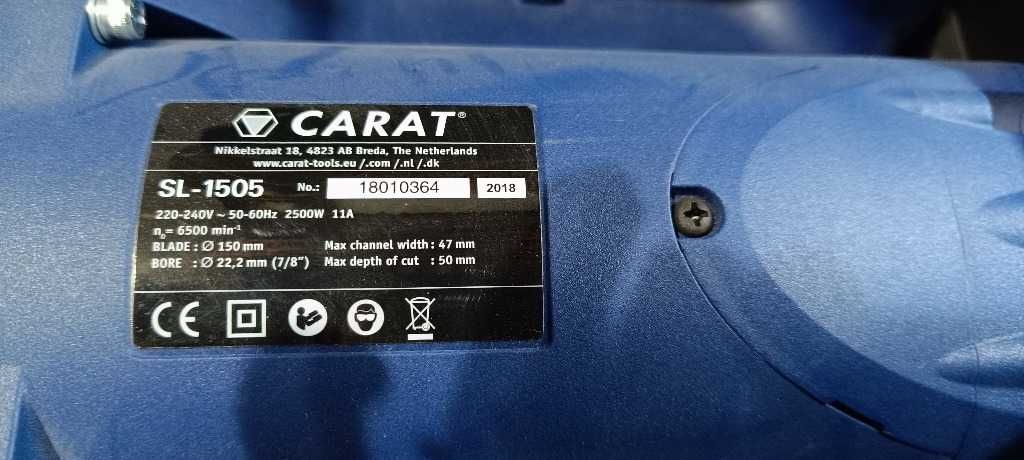 CARAT®
Nikkelstraat 18, 4823 AB Breda, The Netherlands
www.carat-tools.eu /.com /.nl /.dk
SL-1505 No.: 18010364 2018
220-240V ~ 50-60Hz 2500W 11A
n₀= 6500 min⁻¹
BLADE : Ø 150 mm Max channel width : 47 mm
BORE : Ø 22,2 mm (7/8") Max depth of cut : 50 mm
CE